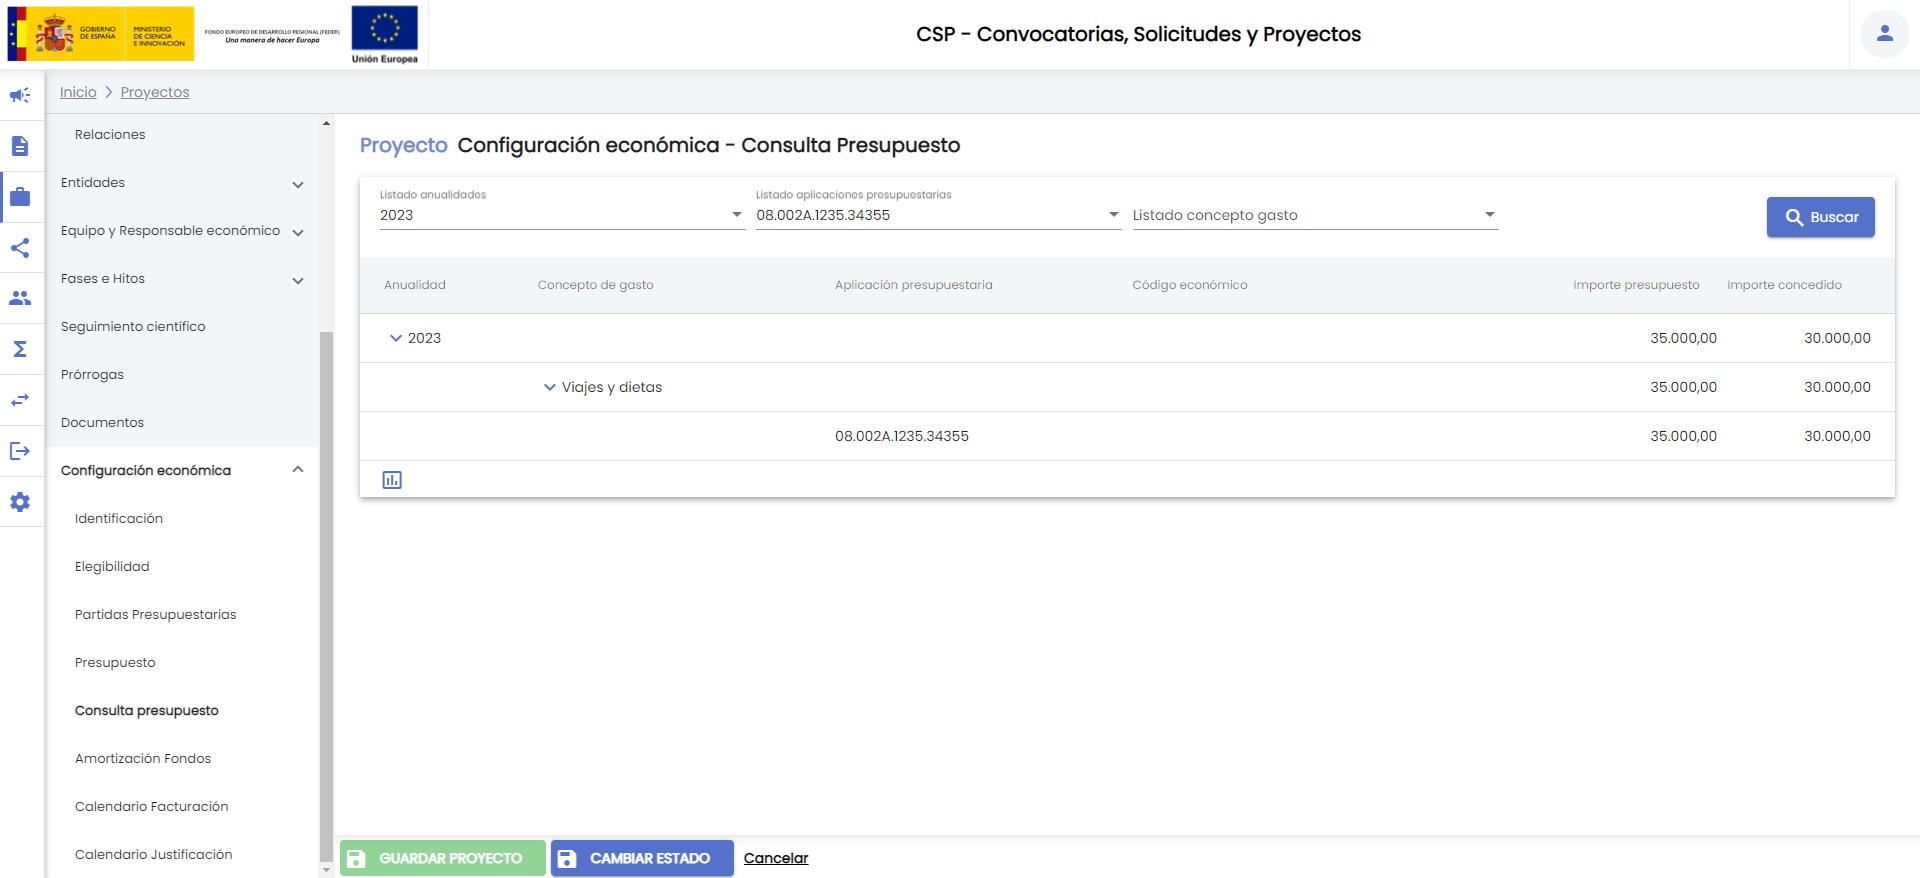 GOBIERNO
DE ESPAÑA
MINISTERIO
DE CIENCIA
E INNOVACIÓN
FONDO EUROPEO DE DESARROLLO REGIONAL (FEDER)
Una manera de hacer Europa
Unión Europea
CSP - Convocatorias, Solicitudes y Proyectos
Inicio
Proyectos
Relaciones
Entidades
Equipo y Responsable económico
Fases e Hitos
Seguimiento científico
Prórrogas
Documentos
Configuración económica
Identificación
Elegibilidad
Partidas Presupuestarias
Presupuesto
Consulta presupuesto
Amortización Fondos
Calendario Facturación
Calendario Justificación
Proyecto Configuración económica - Consulta Presupuesto
Listado anualidades
2023
Listado aplicaciones presupuestarias
08.002A.1235.34355
Listado concepto gasto
Buscar
Anualidad Concepto de gasto Aplicación presupuestaria Código económico Importe presupuesto Importe concedido
2023 35.000,00 30.000,00
Viajes y dietas 35.000,00 30.000,00
08.002A.1235.34355 35.000,00 30.000,00
GUARDAR PROYECTO CAMBIAR ESTADO Cancelar